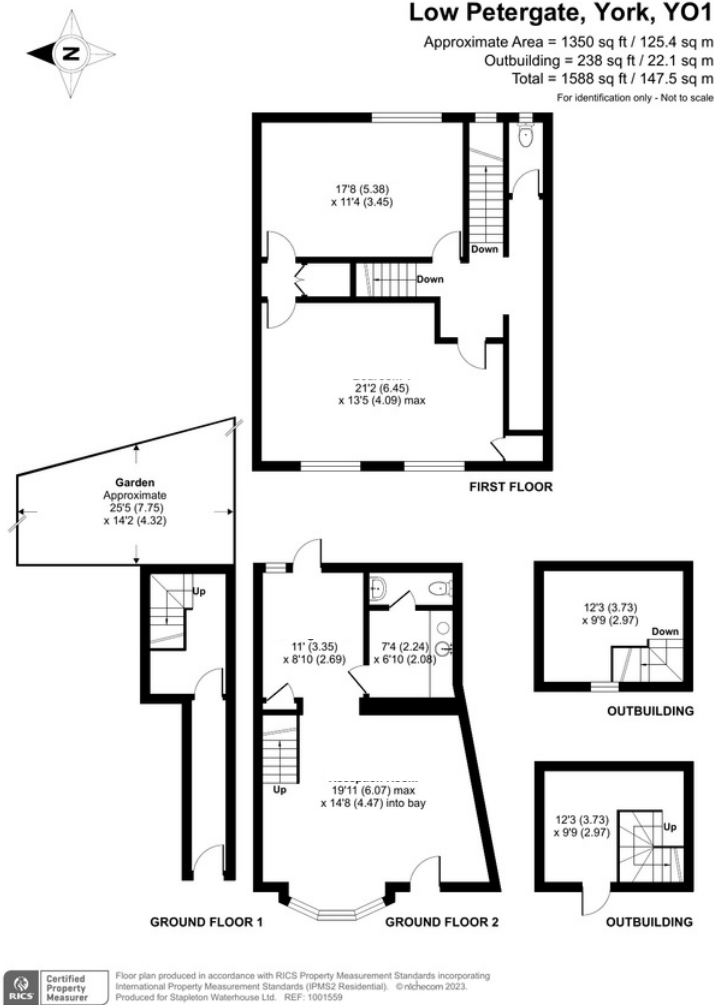 Low Petergate, York, YO1
Approximate Area = 1350 sq ft / 125.4 sq m
Outbuilding = 238 sq ft / 22.1 sq m
Total = 1588 sq ft / 147.5 sq m
For identification only - Not to scale
N
17'8 (5.38)
x 11'4 (3.45)
Down
Down
21'2 (6.45)
x 13'5 (4.09) max
FIRST FLOOR
Garden
Approximate
25'5 (7.75)
x 14'2 (4.32)
Up
11' (3.35)
x 8'10 (2.69)
7'4 (2.24)
x 6'10 (2.08)
12'3 (3.73)
x 9'9 (2.97)
Down
OUTBUILDING
Up
19'11 (6.07) max
x 14'8 (4.47) into bay
12'3 (3.73)
x 9'9 (2.97)
Up
GROUND FLOOR 1
GROUND FLOOR 2
OUTBUILDING
RICS
Certified
Property
Measurer
Floor plan produced in accordance with RICS Property Measurement Standards incorporating
International Property Measurement Standards (IPMS2 Residential). © nichecom 2023.
Produced for Stapleton Waterhouse Ltd. REF: 1001559